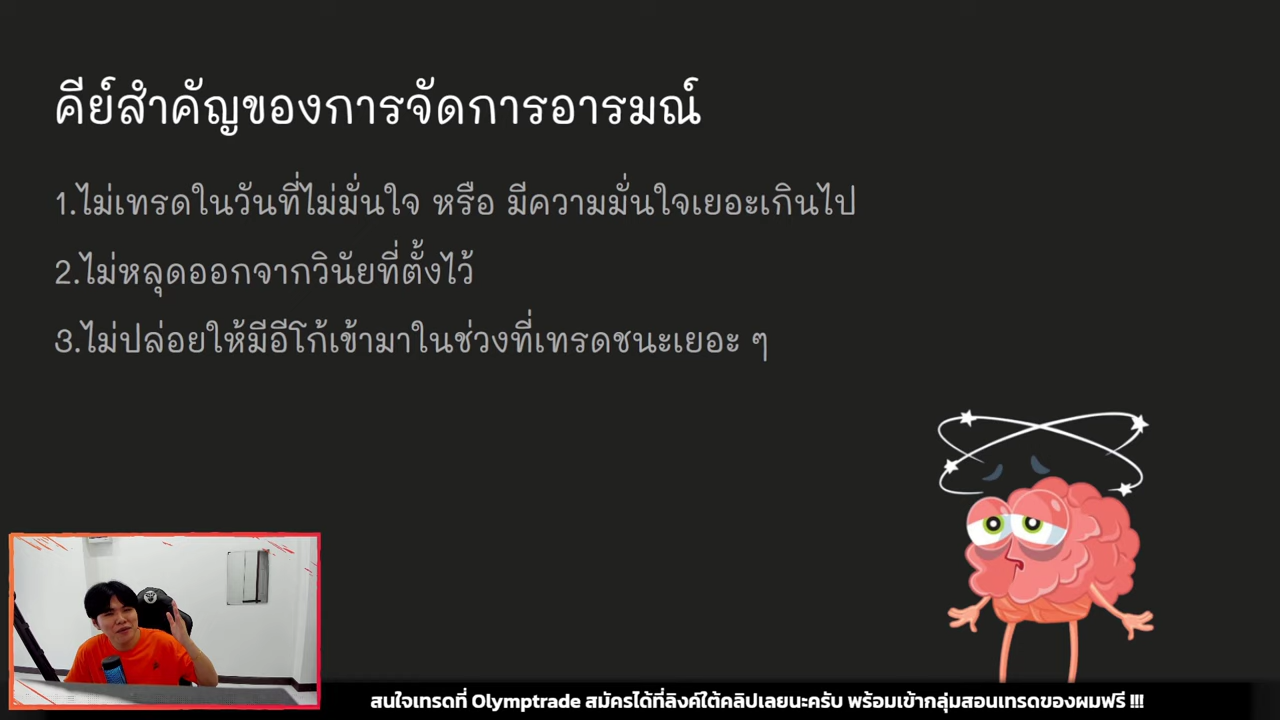 คีย์สำคัญของการจัดการอารมณ์
1.ไม่เทรดในวันที่ไม่มั่นใจ หรือ มีความมั่นใจเยอะเกินไป
2.ไม่หลุดออกจากวินัยที่ตั้งไว้
3.ไม่ปล่อยให้มีอีโก้เข้ามาในช่วงที่เทรดชนะเยอะ ๆ
สนใจเทรดที่ Olymptrade สมัครได้ที่ลิงค์ใต้คลิปเลยนะครับ พร้อมเข้ากลุ่มสอนเทรดของผมฟรี !!!